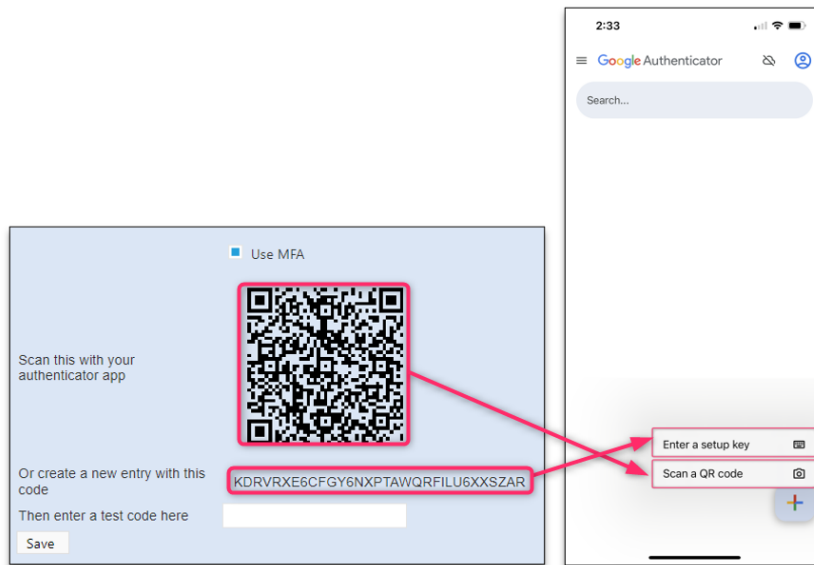 Use MFA
Scan this with your
authenticator app
Or create a new entry with this
code
KDRVRXE6CFGY6NXPTAWQRFILU6XXSZAR
Then enter a test code here
Save
2:33
Google Authenticator
Search...
Enter a setup key
Scan a QR code